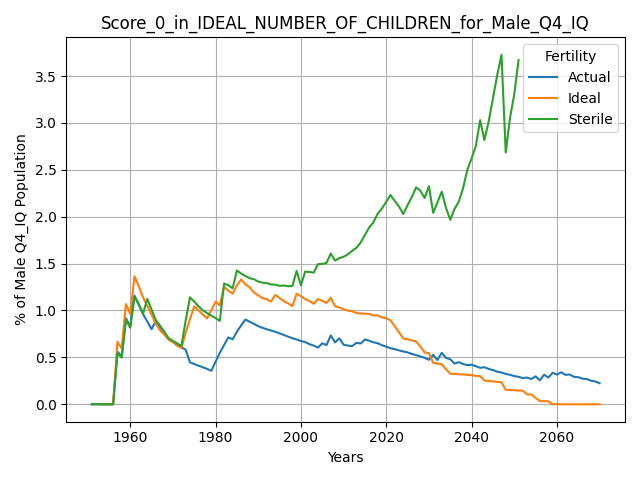 Score_0_in_IDEAL_NUMBER_OF_CHILDREN_for_Male_Q4_IQ
Fertility
Actual
Ideal
Sterile
% of Male Q4_IQ Population
3.5
3.0
2.5
2.0
1.5
1.0
0.5
0.0
1960 1980 2000 2020 2040 2060
Years